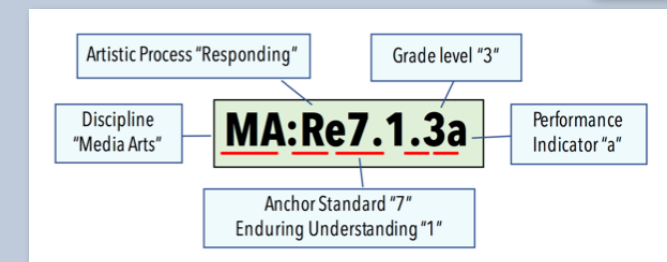 Artistic Process “Responding”
Grade level “3”
Discipline
“Media Arts”
MA:Re7.1.3a
Performance
Indicator “a”
Anchor Standard “7”
Enduring Understanding “1”